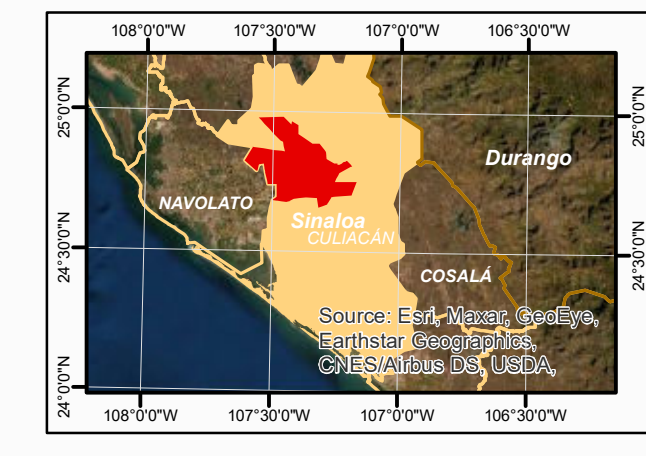 108°0'0"W 107°30'0"W 107°0'0"W 106°30'0"W
25°0'0"N
25°0'0"N
Durango
NAVOLATO
Sinaloa
CULIACÁN
24°30'0"N
24°30'0"N
COSALÁ
Source: Esri, Maxar, GeoEye,
Earthstar Geographics,
CNES/Airbus DS, USDA,
24°0'0"N
108°0'0"W 107°30'0"W 107°0'0"W 106°30'0"W